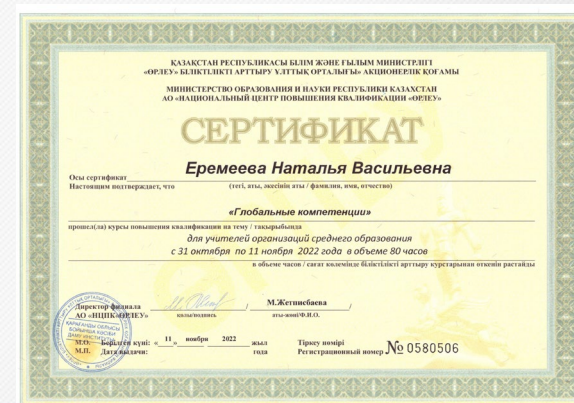 ҚАЗАҚСТАН РЕСПУБЛИКАСЫ БІЛІМ ЖӘНЕ ҒЫЛЫМ МИНИСТРЛІГІ
«ӨРЛЕУ» БІЛІКТІЛІКТІ АРТТЫРУ ҰЛТТЫҚ ОРТАЛЫҒЫ» АКЦИОНЕРЛІК ҚОҒАМЫ
МИНИСТЕРСТВО ОБРАЗОВАНИЯ И НАУКИ РЕСПУБЛИКИ КАЗАХСТАН
АО «НАЦИОНАЛЬНЫЙ ЦЕНТР ПОВЫШЕНИЯ КВАЛИФИКАЦИИ «ӨРЛЕУ»
СЕРТИФИКАТ
Еремеева Наталья Васильевна
Осы сертификат
Настоящим подтверждает, что (тегі, аты, әкесінің аты / фамилия, имя, отчество)
«Глобальные компетенции»
прошел(ла) курсы повышения квалификации на тему / тақырыбында
для учителей организаций среднего образования
с 31 октября по 11 ноября 2022 года в объеме 80 часов
в объеме часов / сағат көлемінде біліктілікті арттыру курстарынан өткенін растайды
Директор филиала / М.Жетписбаева /
АО «НЦПК «ӨРЛЕУ» қолы/подпись аты-жөні/Ф.И.О.
М.О. Берілген күні: « 11 » ноября 2022 жыл Тіркеу нөмірі
М.П. Дата выдачи: года Регистрационный номер № 0580506